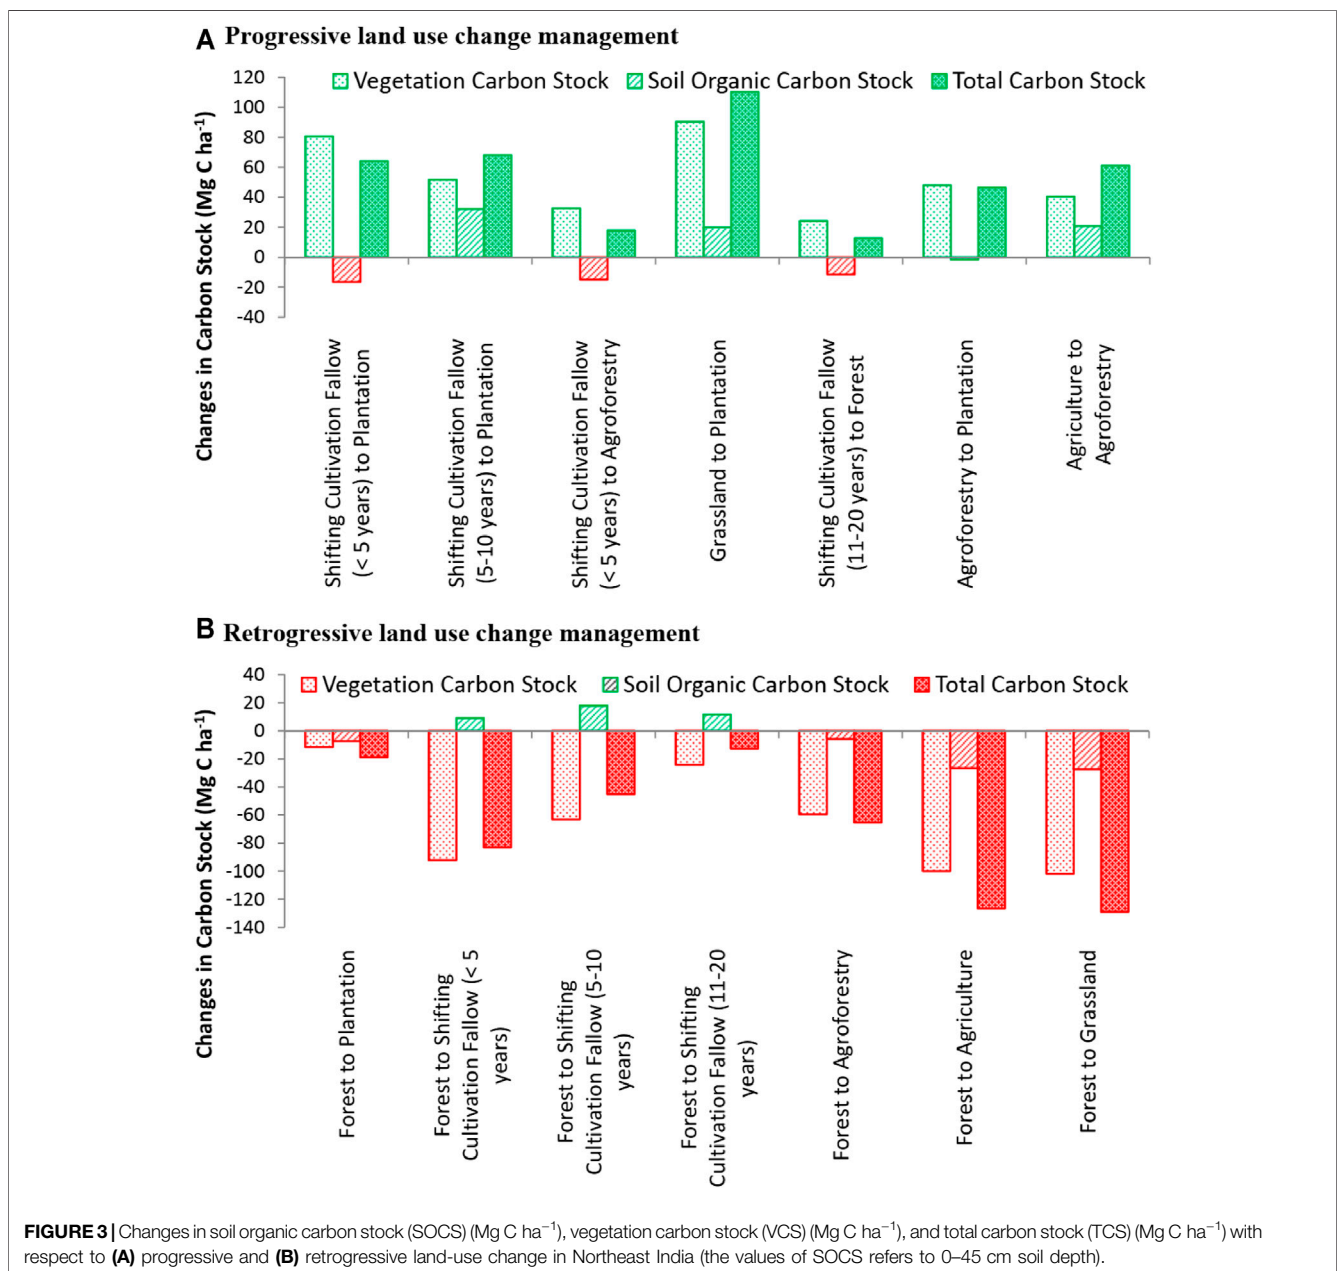 A Progressive land use change management
Vegetation Carbon Stock Soil Organic Carbon Stock Total Carbon Stock
Changes in Carbon Stock (Mg C ha⁻¹)
120
100
80
60
40
20
0
-20
-40
Shifting Cultivation Fallow
(< 5 years) to Plantation
Shifting Cultivation Fallow
(5-10 years) to Plantation
Shifting Cultivation Fallow
(< 5 years) to Agroforestry
Grassland to Plantation
Shifting Cultivation Fallow
(11-20 years) to Forest
Agroforestry to Plantation
Agriculture to
Agroforestry
B Retrogressive land use change management
Vegetation Carbon Stock Soil Organic Carbon Stock Total Carbon Stock
Changes in Carbon Stock (Mg C ha⁻¹)
40
20
0
-20
-40
-60
-80
-100
-120
-140
Forest to Plantation
Forest to Shifting
Cultivation Fallow (< 5
years)
Forest to Shifting
Cultivation Fallow (5-10
years)
Forest to Shifting
Cultivation Fallow (11-20
years)
Forest to Agroforestry
Forest to Agriculture
Forest to Grassland
FIGURE 3 | Changes in soil organic carbon stock (SOCS) (Mg C ha⁻¹), vegetation carbon stock (VCS) (Mg C ha⁻¹), and total carbon stock (TCS) (Mg C ha⁻¹) with
respect to (A) progressive and (B) retrogressive land-use change in Northeast India (the values of SOCS refers to 0–45 cm soil depth).